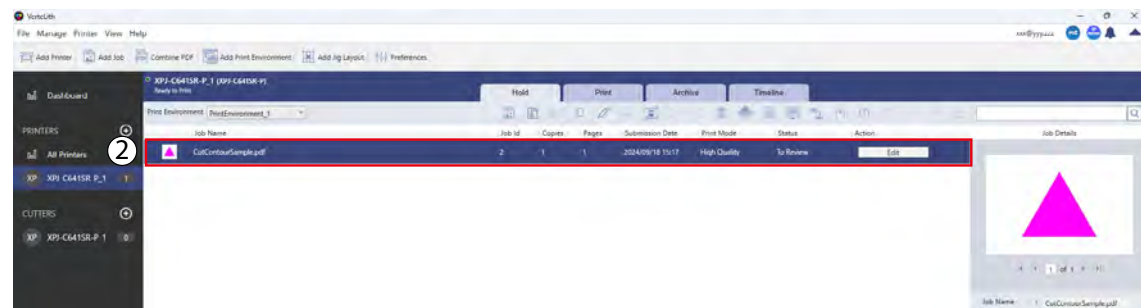 VerteLith
File Manage Printer View Help
Add Printer Add Job Combine PDF Add Print Environment Add Jig Layout Preferences
Dashboard
XPJ-C641SR-P_1 (XPJ-C641SR-P)
Ready to Print
Hold Print Archive Timeline
Print Environment PrintEnvironment_1
Job Name Job Id Copies Pages Submission Date Print Mode Status Action Job Details
PRINTERS
All Printers
2
CutContourSample.pdf 2 1 1 2024/09/18 15:17 High Quality To Review Edit
XP XPJ-C641SR-P_1 1
CUTTERS
XP XPJ-C641SR-P 1 0
1 of 1
Job Name : CutContourSample.pdf